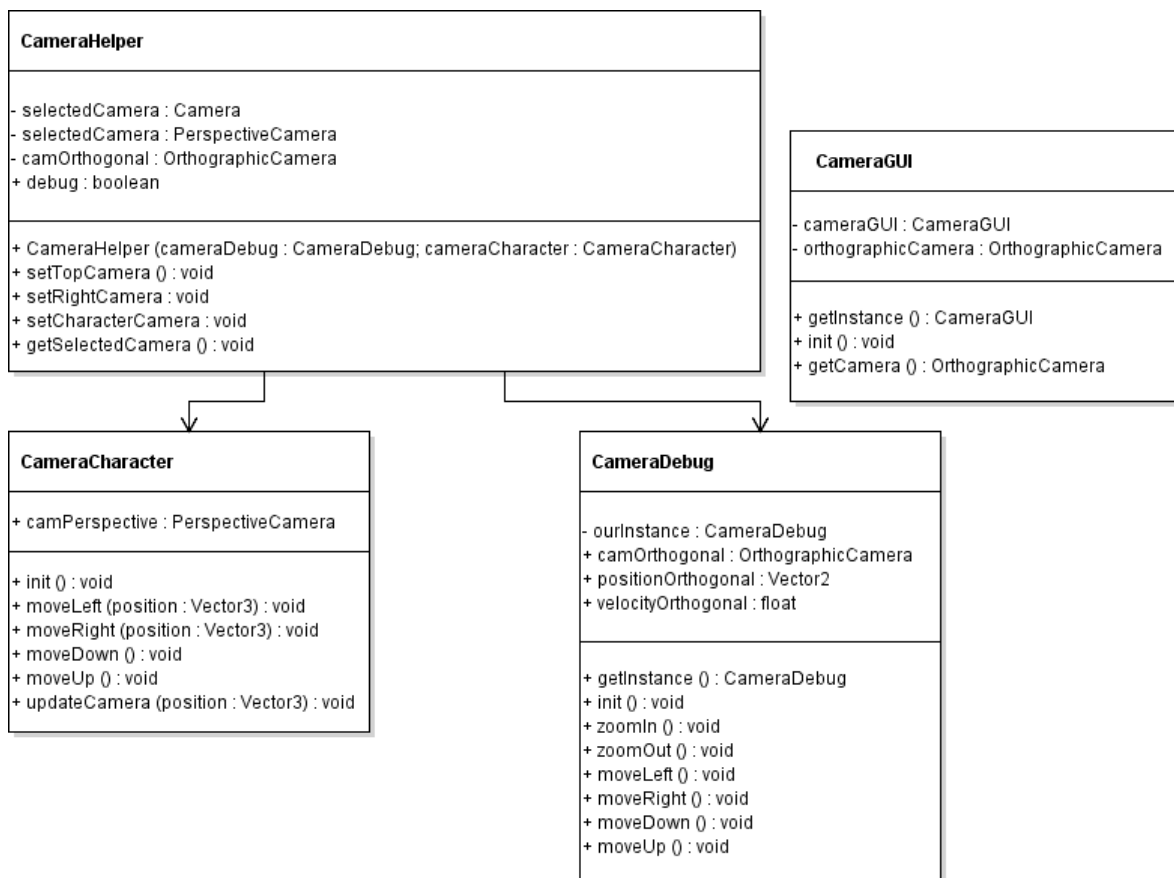 CameraHelper
- selectedCamera : Camera
- selectedCamera : PerspectiveCamera
- camOrthogonal : OrthographicCamera
+ debug : boolean
+ CameraHelper (cameraDebug : CameraDebug; cameraCharacter : CameraCharacter)
+ setTopCamera () : void
+ setRightCamera : void
+ setCharacterCamera : void
+ getSelectedCamera () : void
CameraGUI
- cameraGUI : CameraGUI
- orthographicCamera : OrthographicCamera
+ getInstance () : CameraGUI
+ init () : void
+ getCamera () : OrthographicCamera
CameraCharacter
+ camPerspective : PerspectiveCamera
+ init () : void
+ moveLeft (position : Vector3) : void
+ moveRight (position : Vector3) : void
+ moveDown () : void
+ moveUp () : void
+ updateCamera (position : Vector3) : void
CameraDebug
- ourInstance : CameraDebug
+ camOrthogonal : OrthographicCamera
+ positionOrthogonal : Vector2
+ velocityOrthogonal : float
+ getInstance () : CameraDebug
+ init () : void
+ zoomIn () : void
+ zoomOut () : void
+ moveLeft () : void
+ moveRight () : void
+ moveDown () : void
+ moveUp () : void